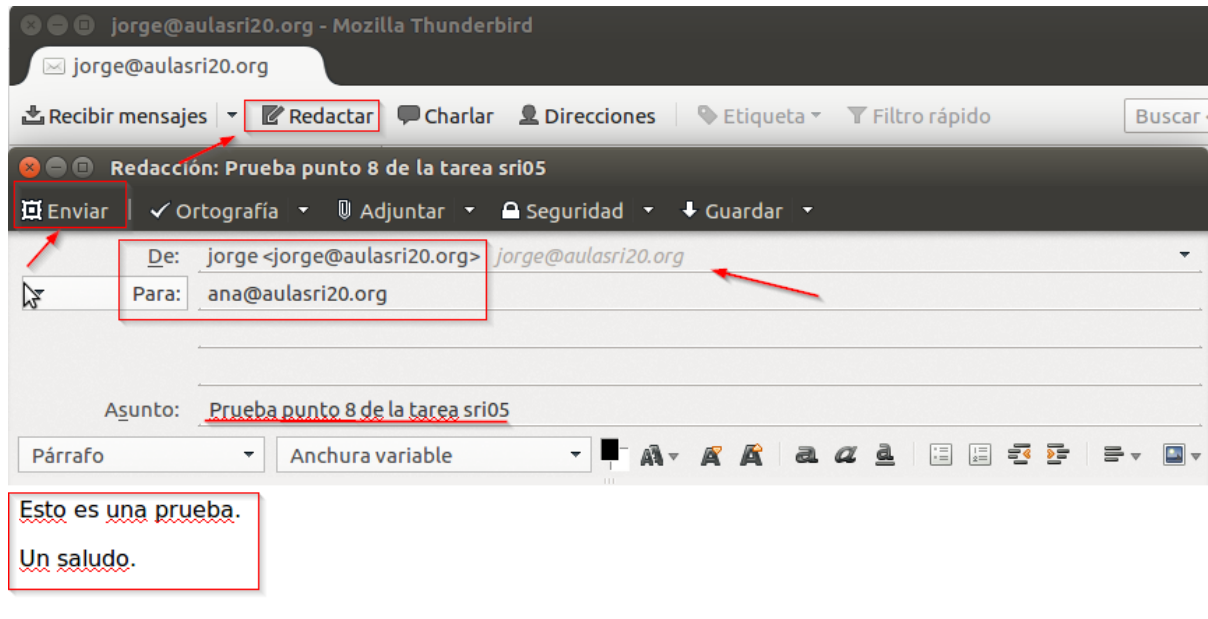 jorge@aulasri20.org - Mozilla Thunderbird
jorge@aulasri20.org
Recibir mensajes Redactar Charlar Direcciones Etiqueta Filtro rápido Buscar
Redacción: Prueba punto 8 de la tarea sri05
Enviar Ortografía Adjuntar Seguridad Guardar
De: jorge <jorge@aulasri20.org> jorge@aulasri20.org
Para: ana@aulasri20.org
Asunto: Prueba punto 8 de la tarea sri05
Párrafo Anchura variable
Esto es una prueba.
Un saludo.